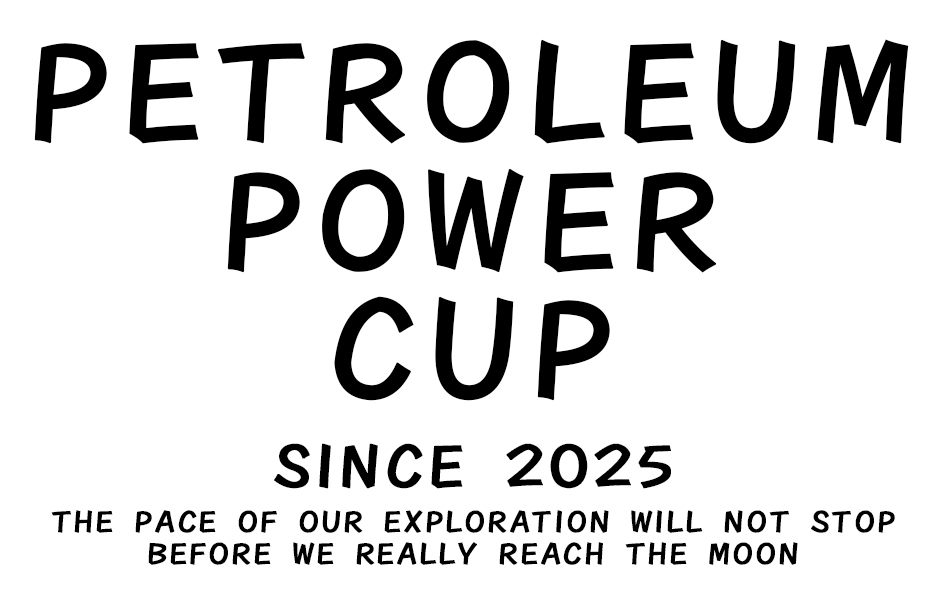 PETROLEUM
POWER
CUP
SINCE 2025
THE PACE OF OUR EXPLORATION WILL NOT STOP
BEFORE WE REALLY REACH THE MOON